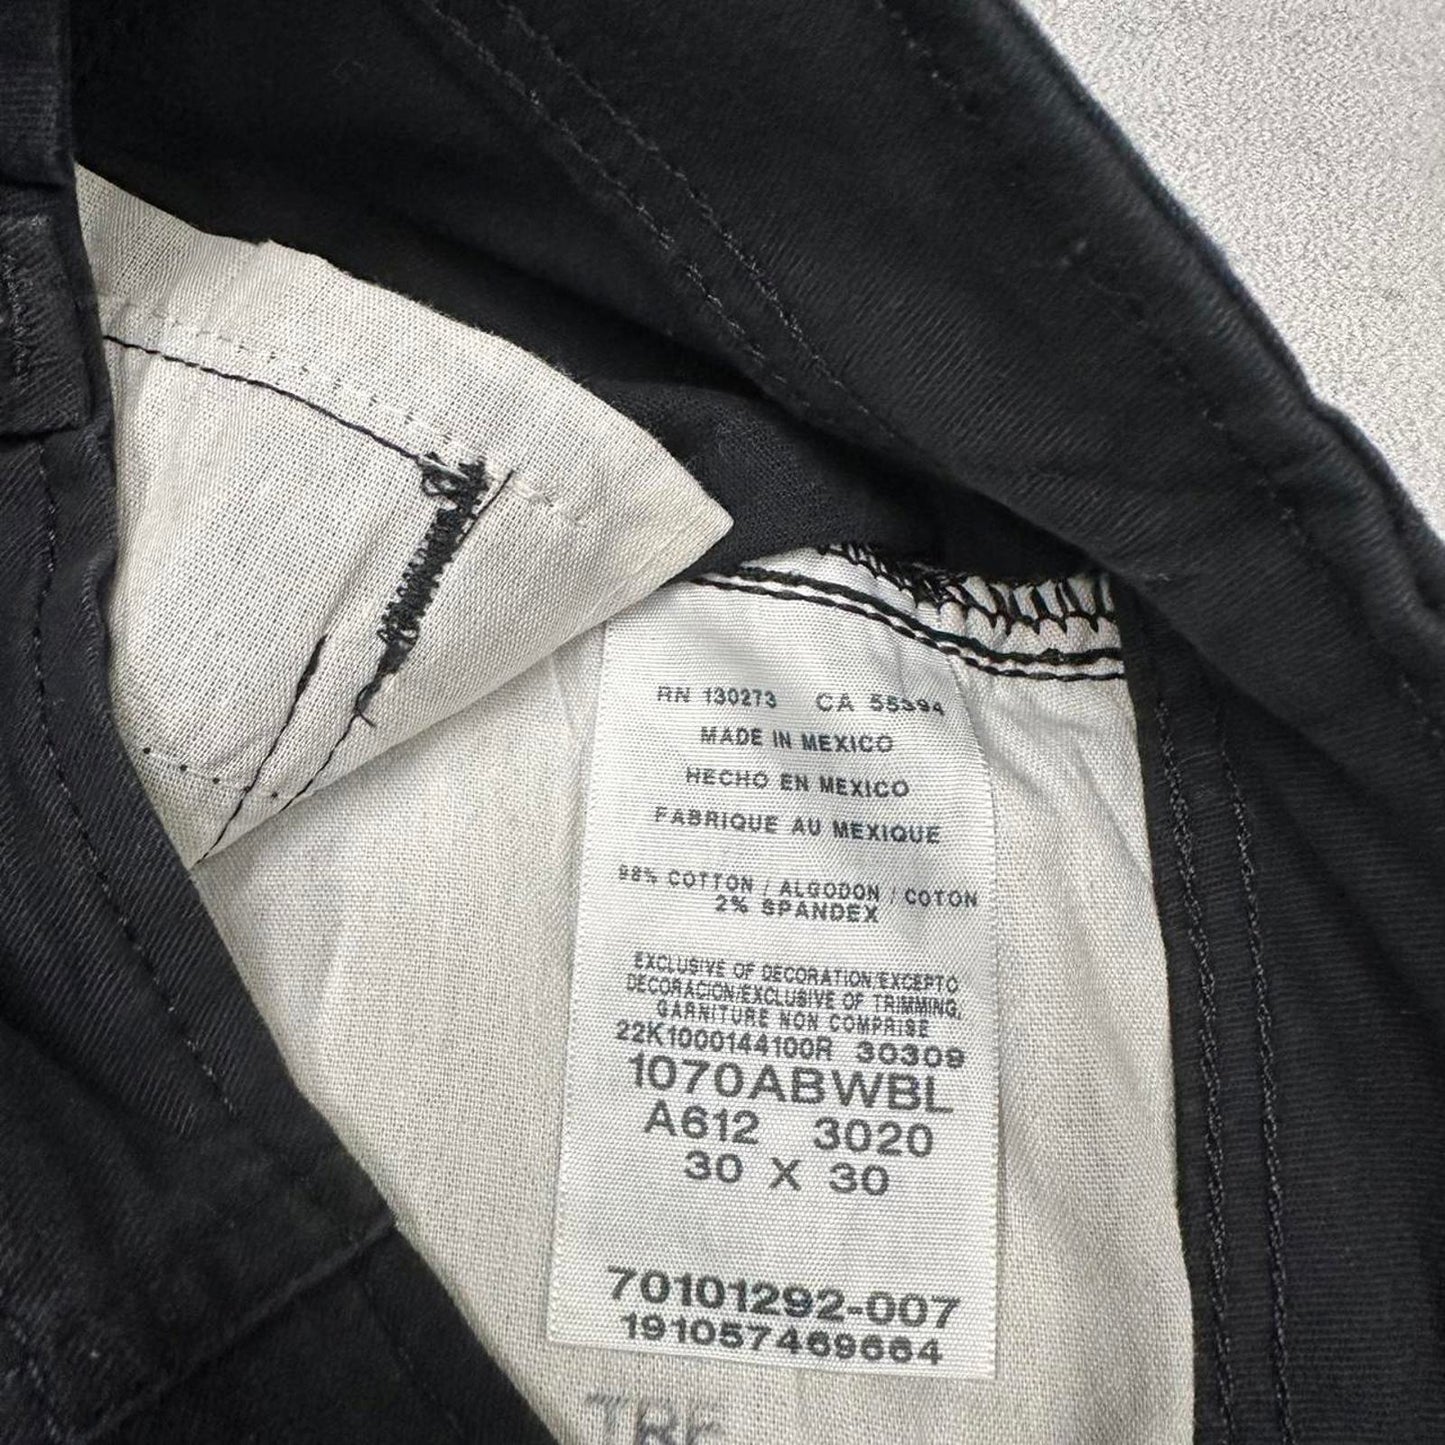 RN 130273 CA 55394
MADE IN MEXICO
HECHO EN MEXICO
FABRIQUE AU MEXIQUE
98% COTTON / ALGODON / COTON
2% SPANDEX
EXCLUSIVE OF DECORATION/EXCEPTO
DECORACION/EXCLUSIVE OF TRIMMING,
GARNITURE NON COMPRISE
22K1000144100R 30309
1070ABWBL
A612 3020
30 X 30
70101292-007
191057469664